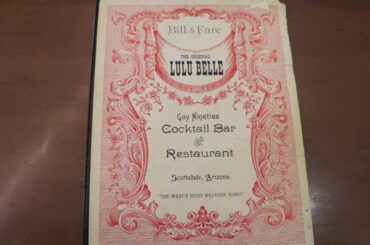 Bill of Fare
THE ORIGINAL
LULU BELLE
Gay Nineties
Cocktail Bar
and
Restaurant
Scottsdale, Arizona
"THE WEST'S MOST WESTERN TOWN"